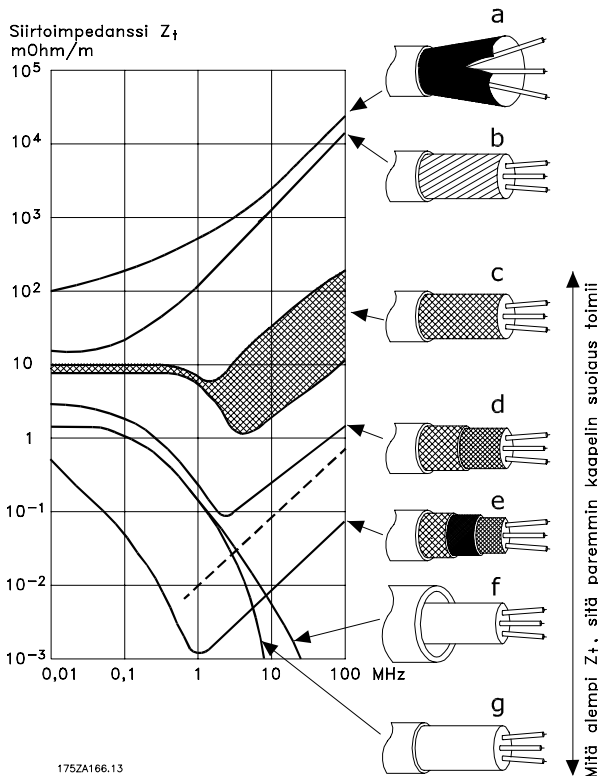 Siirtoimpedanssi Zt
mOhm/m
10⁵
10⁴
10³
10²
10
1
10⁻¹
10⁻²
10⁻³
0,01 0,1 1 10 100 MHz
a
b
c
d
e
f
g
Mitä alempi Zt, sitä paremmin kaapelin suojaus toimii
175ZA166.13